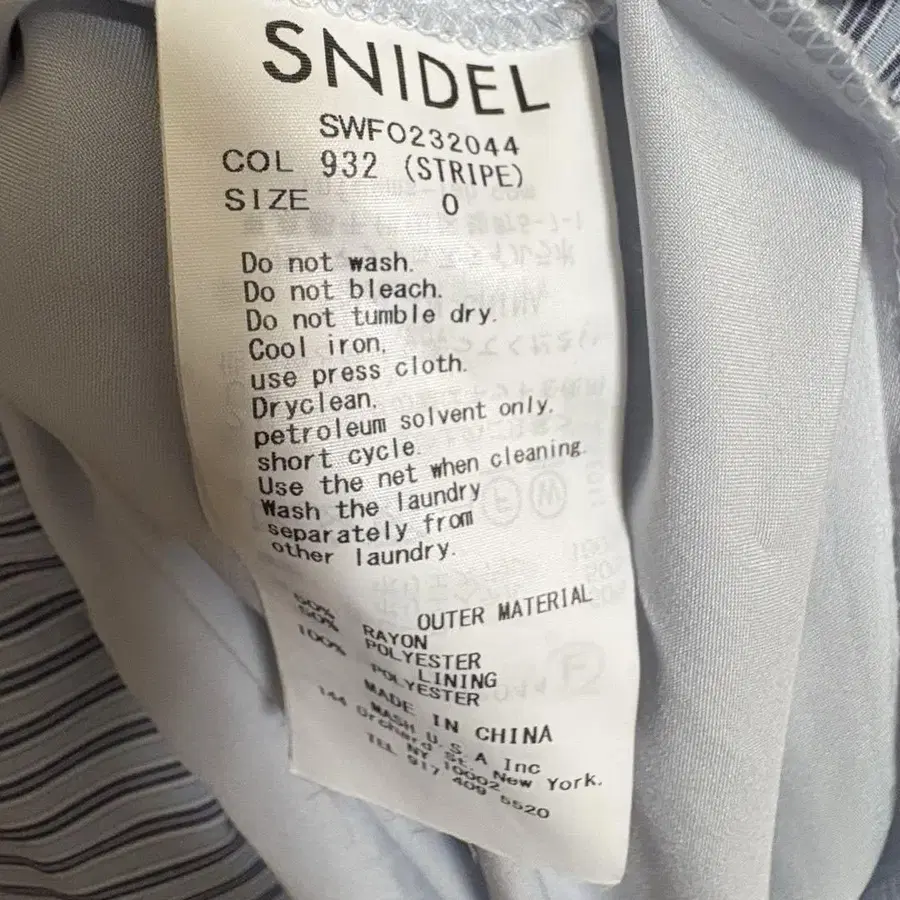 SNIDEL
SWFO232044
COL 932 (STRIPE)
SIZE 0
Do not wash.
Do not bleach.
Do not tumble dry.
Cool iron.
use press cloth.
Dryclean.
petroleum solvent only.
short cycle.
Use the net when cleaning.
Wash the laundry
separately from
other laundry.
OUTER MATERIAL
50% RAYON
50% POLYESTER
LINING
100% POLYESTER
MADE IN CHINA
MASH U.S.A Inc
144 Orchard St. New York.
NY 10002
TEL 917 409 5520